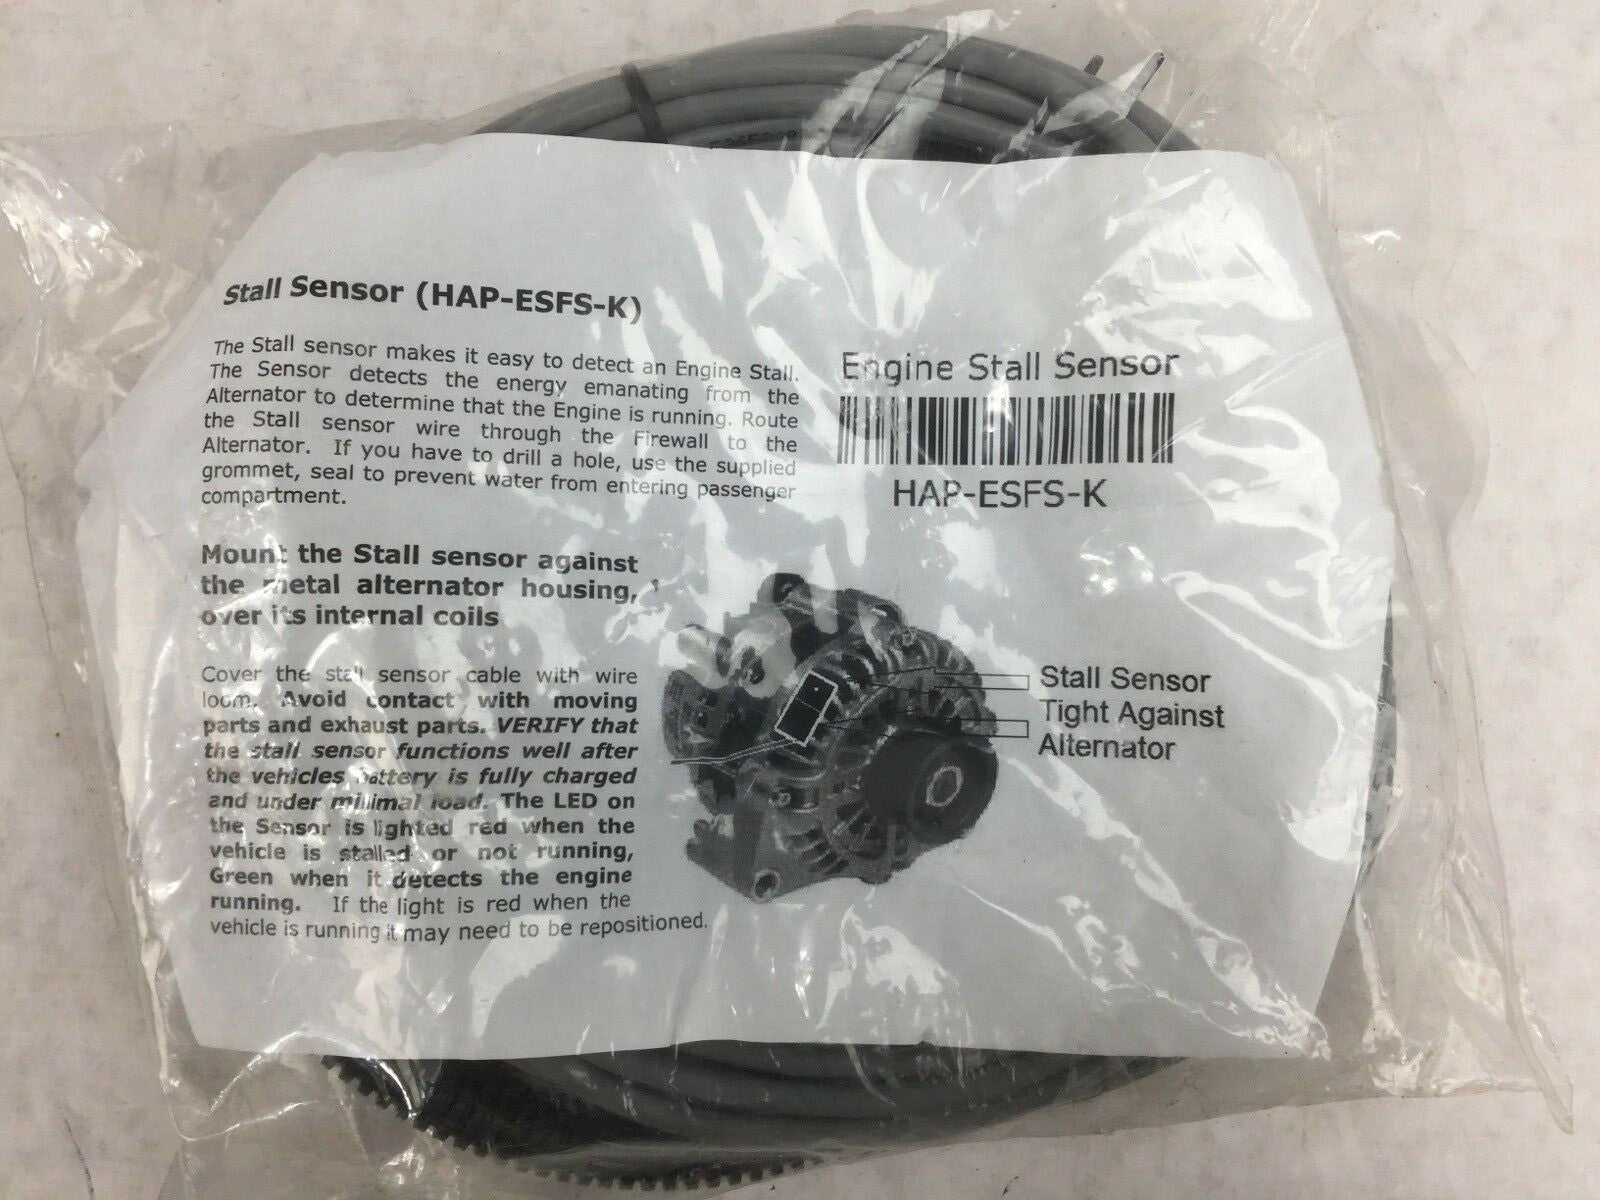 Stall Sensor (HAP-ESFS-K)
The Stall sensor makes it easy to detect an Engine Stall.
The Sensor detects the energy emanating from the
Alternator to determine that the Engine is running. Route
the Stall sensor wire through the Firewall to the
Alternator. If you have to drill a hole, use the supplied
grommet, seal to prevent water from entering passenger
compartment.
Engine Stall Sensor
HAP-ESFS-K
Mount the Stall sensor against
the metal alternator housing,
over its internal coils
Cover the stall sensor cable with wire
loom. Avoid contact with moving
parts and exhaust parts. VERIFY that
the stall sensor functions well after
the vehicles battery is fully charged
and under minimal load. The LED on
the Sensor is lighted red when the
vehicle is stalled or not running,
Green when it detects the engine
running. If the light is red when the
vehicle is running it may need to be repositioned.
Stall Sensor
Tight Against
Alternator